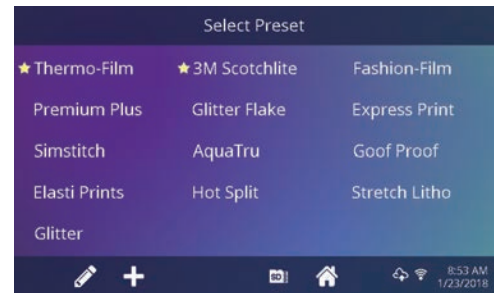 Select Preset
Thermo-Film 3M Scotchlite Fashion-Film
Premium Plus Glitter Flake Express Print
Simstitch AquaTru Goof Proof
Elasti Prints Hot Split Stretch Litho
Glitter
SD 8:53 AM
1/23/2018